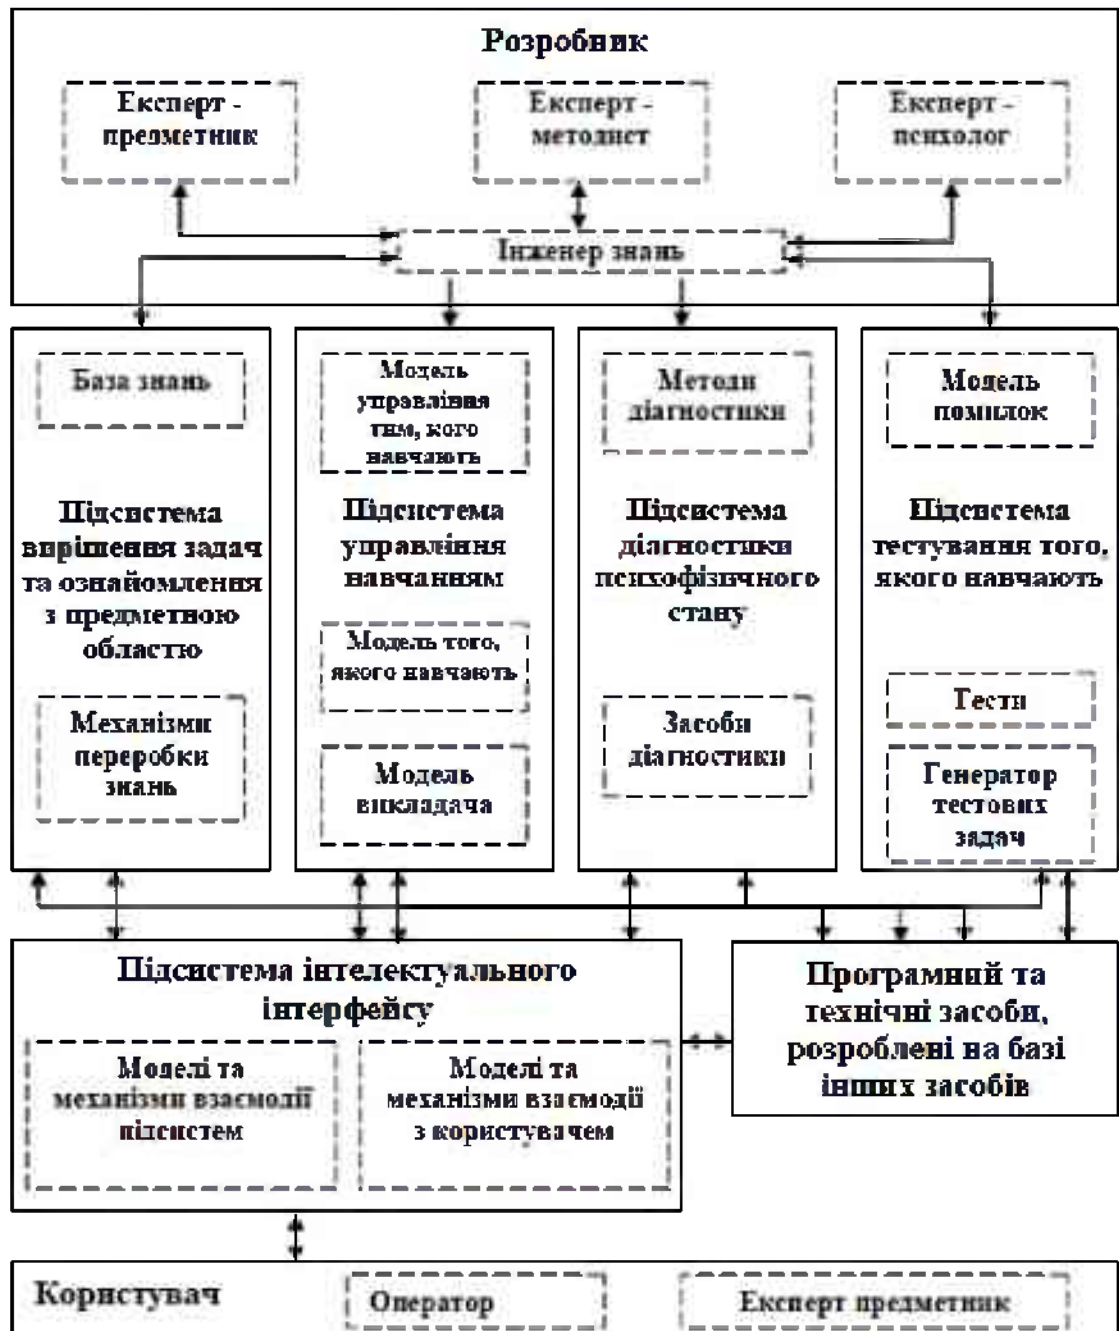 Розробник
Експерт -
предметник
Експерт -
методист
Експерт -
психолог
Інженер знань
База знань
Підсистема
вирішення задач
та ознайомлення
з предметною
областю
Механізми
переробки
знань
Модель
управління
тим, кого
навчають
Підсистема
управління
навчанням
Модель того,
якого навчають
Модель
викладача
Методи
діагностики
Підсистема
діагностики
психофізичного
стану
Засоби
діагностики
Модель
помилок
Підсистема
тестування того,
якого навчають
Тести
Генератор
тестових
задач
Підсистема інтелектуального
інтерфейсу
Моделі та
механізми взаємодії
підсистем
Моделі та
механізми взаємодії
з користувачем
Програмний та
технічні засоби,
розроблені на базі
інших засобів
Користувач
Оператор
Експерт предметник